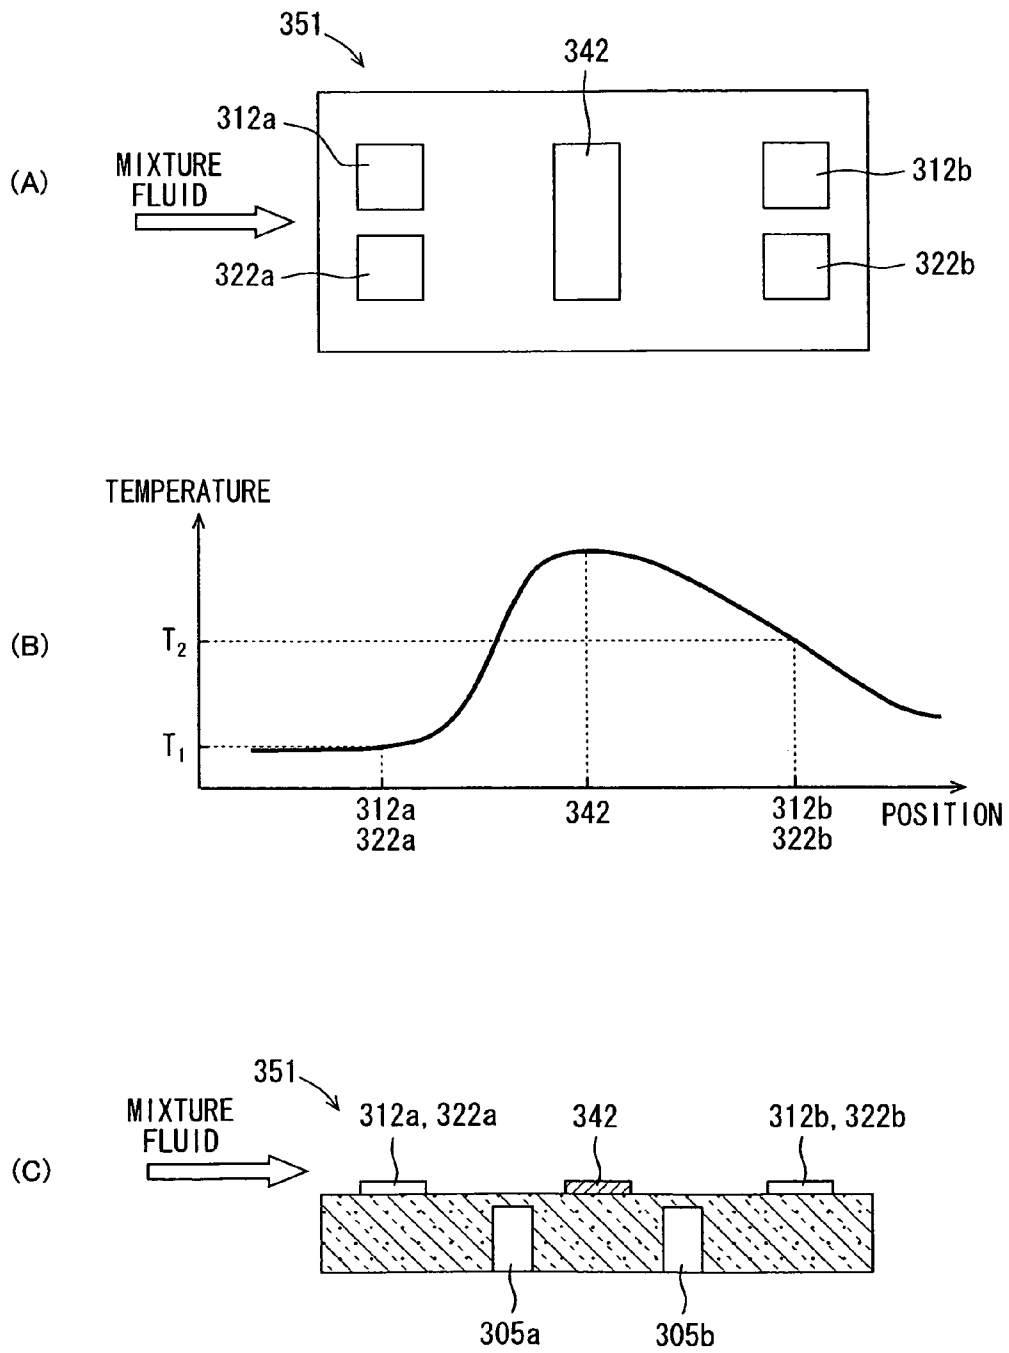 351
342
312a
312b
(A)
MIXTURE
FLUID
322a
322b
TEMPERATURE
(B)
T2
T1
312a
322a
342
312b
322b
POSITION
351
MIXTURE
FLUID
312a, 322a
342
312b, 322b
(C)
305a
305b